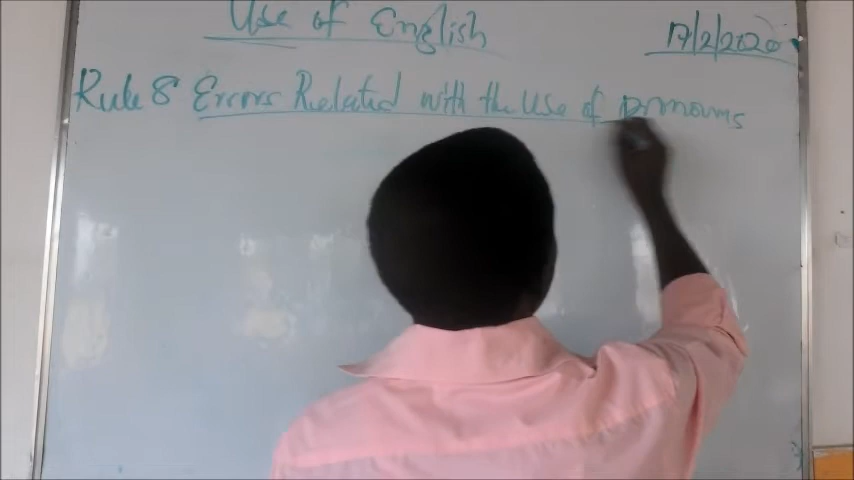 Use of English
17/2/2020
Rule 8 Errors Related with the Use of Pronouns